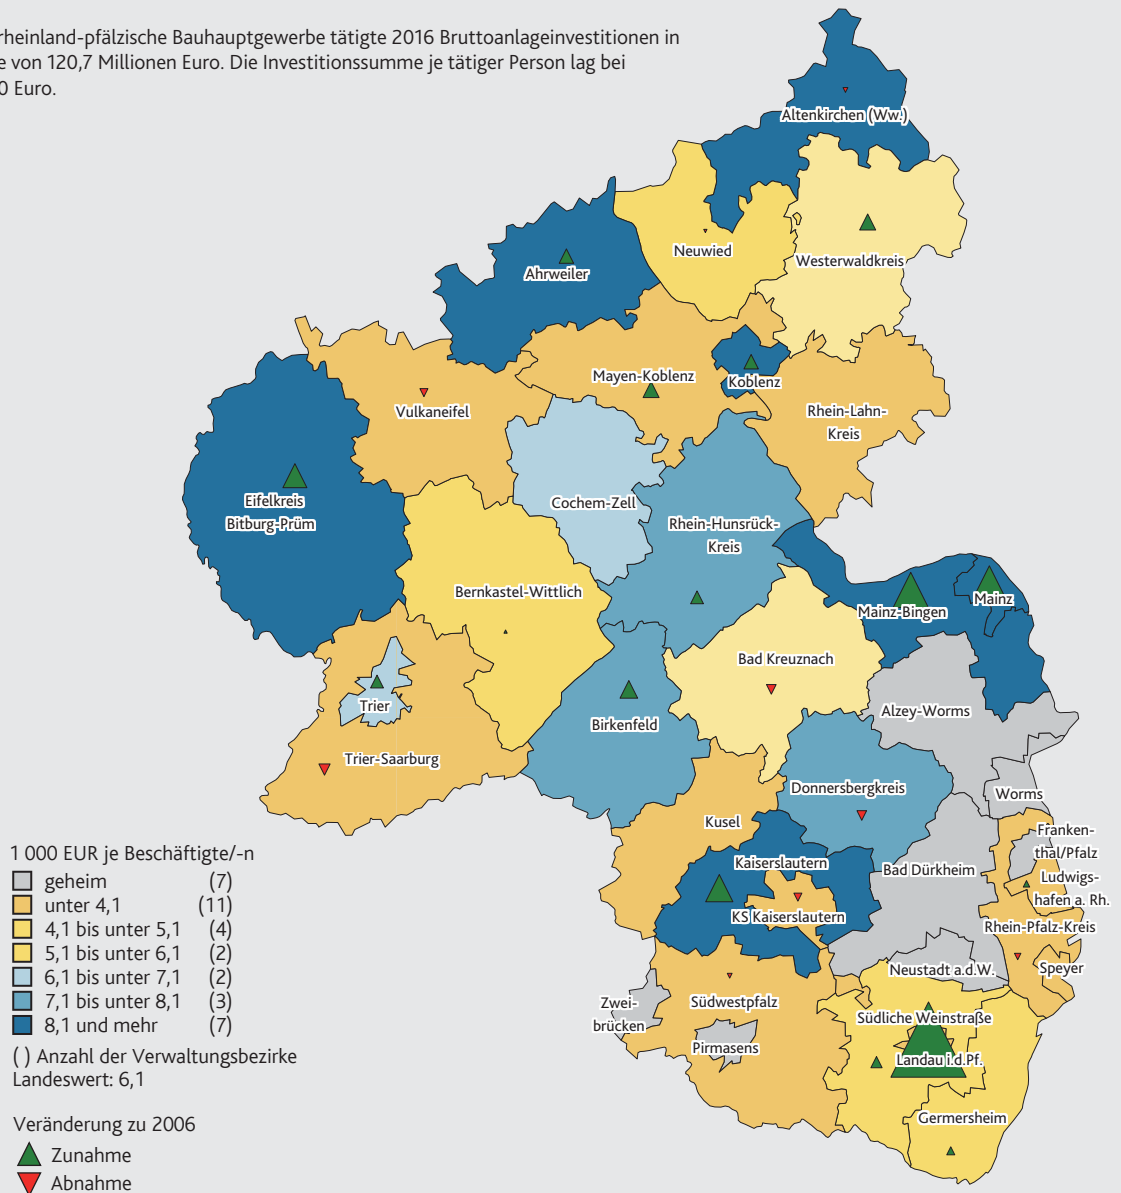 rheinland-pfälzische Bauhauptgewerbe tätigte 2016 Bruttoanlageinvestitionen in
e von 120,7 Millionen Euro. Die Investitionssumme je tätiger Person lag bei
0 Euro.
Altenkirchen (Ww.)
Neuwied
Westerwaldkreis
Ahrweiler
Mayen-Koblenz
Koblenz
Vulkaneifel
Rhein-Lahn-
Kreis
Eifelkreis
Bitburg-Prüm
Cochem-Zell
Rhein-Hunsrück-
Kreis
Bernkastel-Wittlich
Mainz-Bingen
Mainz
Bad Kreuznach
Trier
Alzey-Worms
Birkenfeld
Trier-Saarburg
Donnersbergkreis
Worms
Kusel
Franken-
thal/Pfalz
Kaiserslautern
Bad Dürkheim
Ludwigs-
hafen a. Rh.
KS Kaiserslautern
Rhein-Pfalz-Kreis
Neustadt a.d.W.
Speyer
Zwei-
brücken
Südwestpfalz
Südliche Weinstraße
Pirmasens
Landau i.d.Pf.
Germersheim
1 000 EUR je Beschäftigte/-n
geheim (7)
unter 4,1 (11)
4,1 bis unter 5,1 (4)
5,1 bis unter 6,1 (2)
6,1 bis unter 7,1 (2)
7,1 bis unter 8,1 (3)
8,1 und mehr (7)
( ) Anzahl der Verwaltungsbezirke
Landeswert: 6,1
Veränderung zu 2006
Zunahme
Abnahme